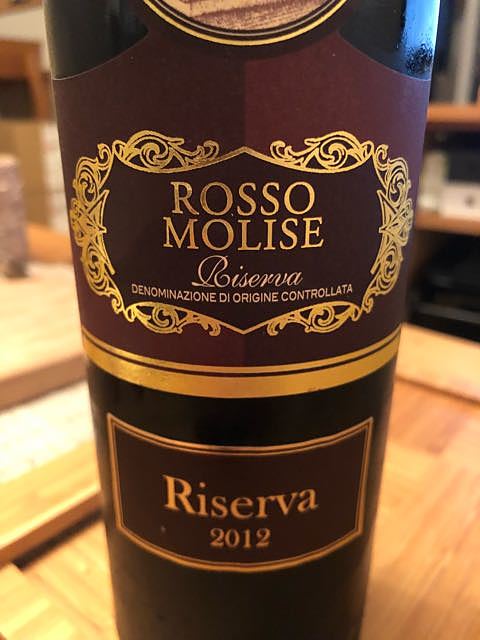 ROSSO
MOLISE
Riserva
DENOMINAZIONE DI ORIGINE CONTROLLATA
Riserva
2012